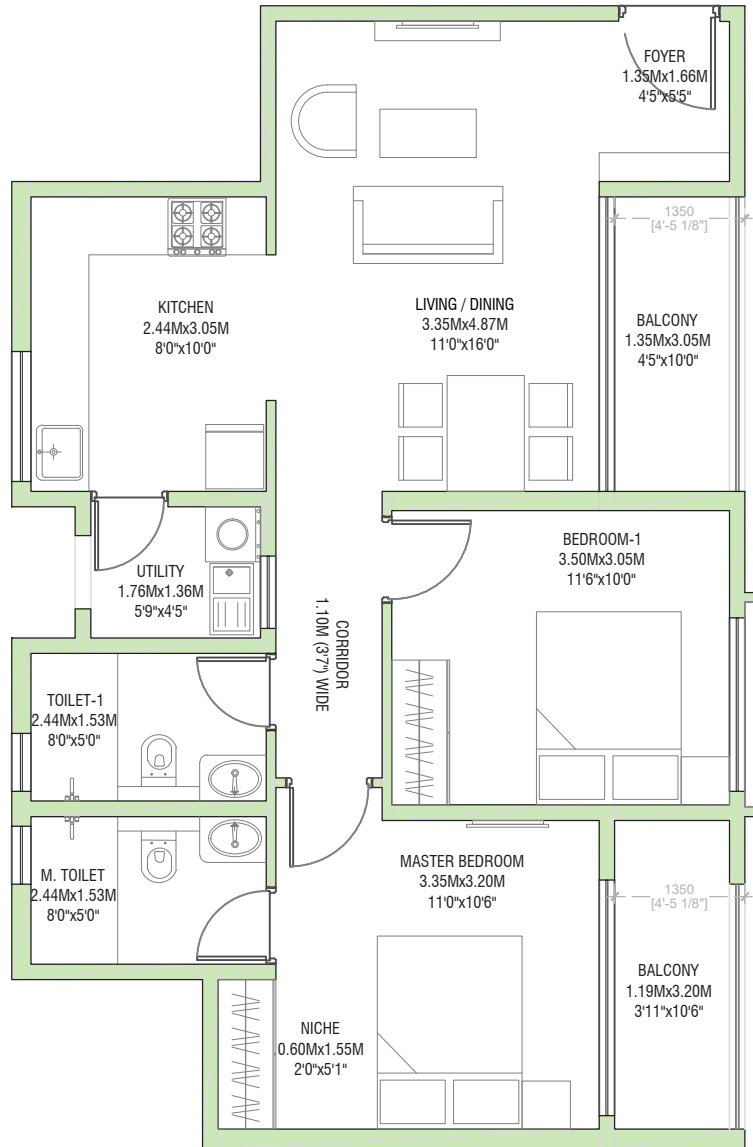 FOYER
1.35Mx1.66M
4'5"x5'5"
1350
[4'-5 1/8"]
KITCHEN
2.44Mx3.05M
8'0"x10'0"
LIVING / DINING
3.35Mx4.87M
11'0"x16'0"
BALCONY
1.35Mx3.05M
4'5"x10'0"
BEDROOM-1
3.50Mx3.05M
11'6"x10'0"
UTILITY
1.76Mx1.36M
5'9"x4'5"
CORRIDOR
1.10M (3'7") WIDE
TOILET-1
2.44Mx1.53M
8'0"x5'0"
M. TOILET
2.44Mx1.53M
8'0"x5'0"
MASTER BEDROOM
3.35Mx3.20M
11'0"x10'6"
1350
[4'-5 1/8"]
BALCONY
1.19Mx3.20M
3'11"x10'6"
NICHE
0.60Mx1.55M
2'0"x5'1"